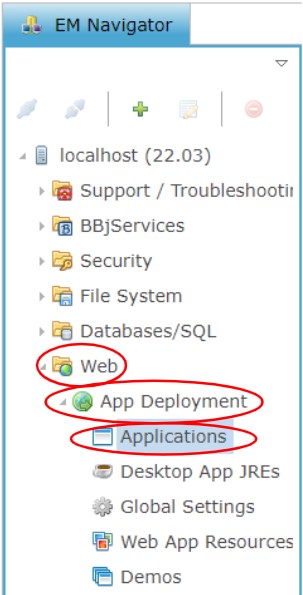 EM Navigator
localhost (22.03)
Support / Troubleshootin
BBjServices
Security
File System
Databases/SQL
Web
App Deployment
Applications
Desktop App JREs
Global Settings
Web App Resources
Demos